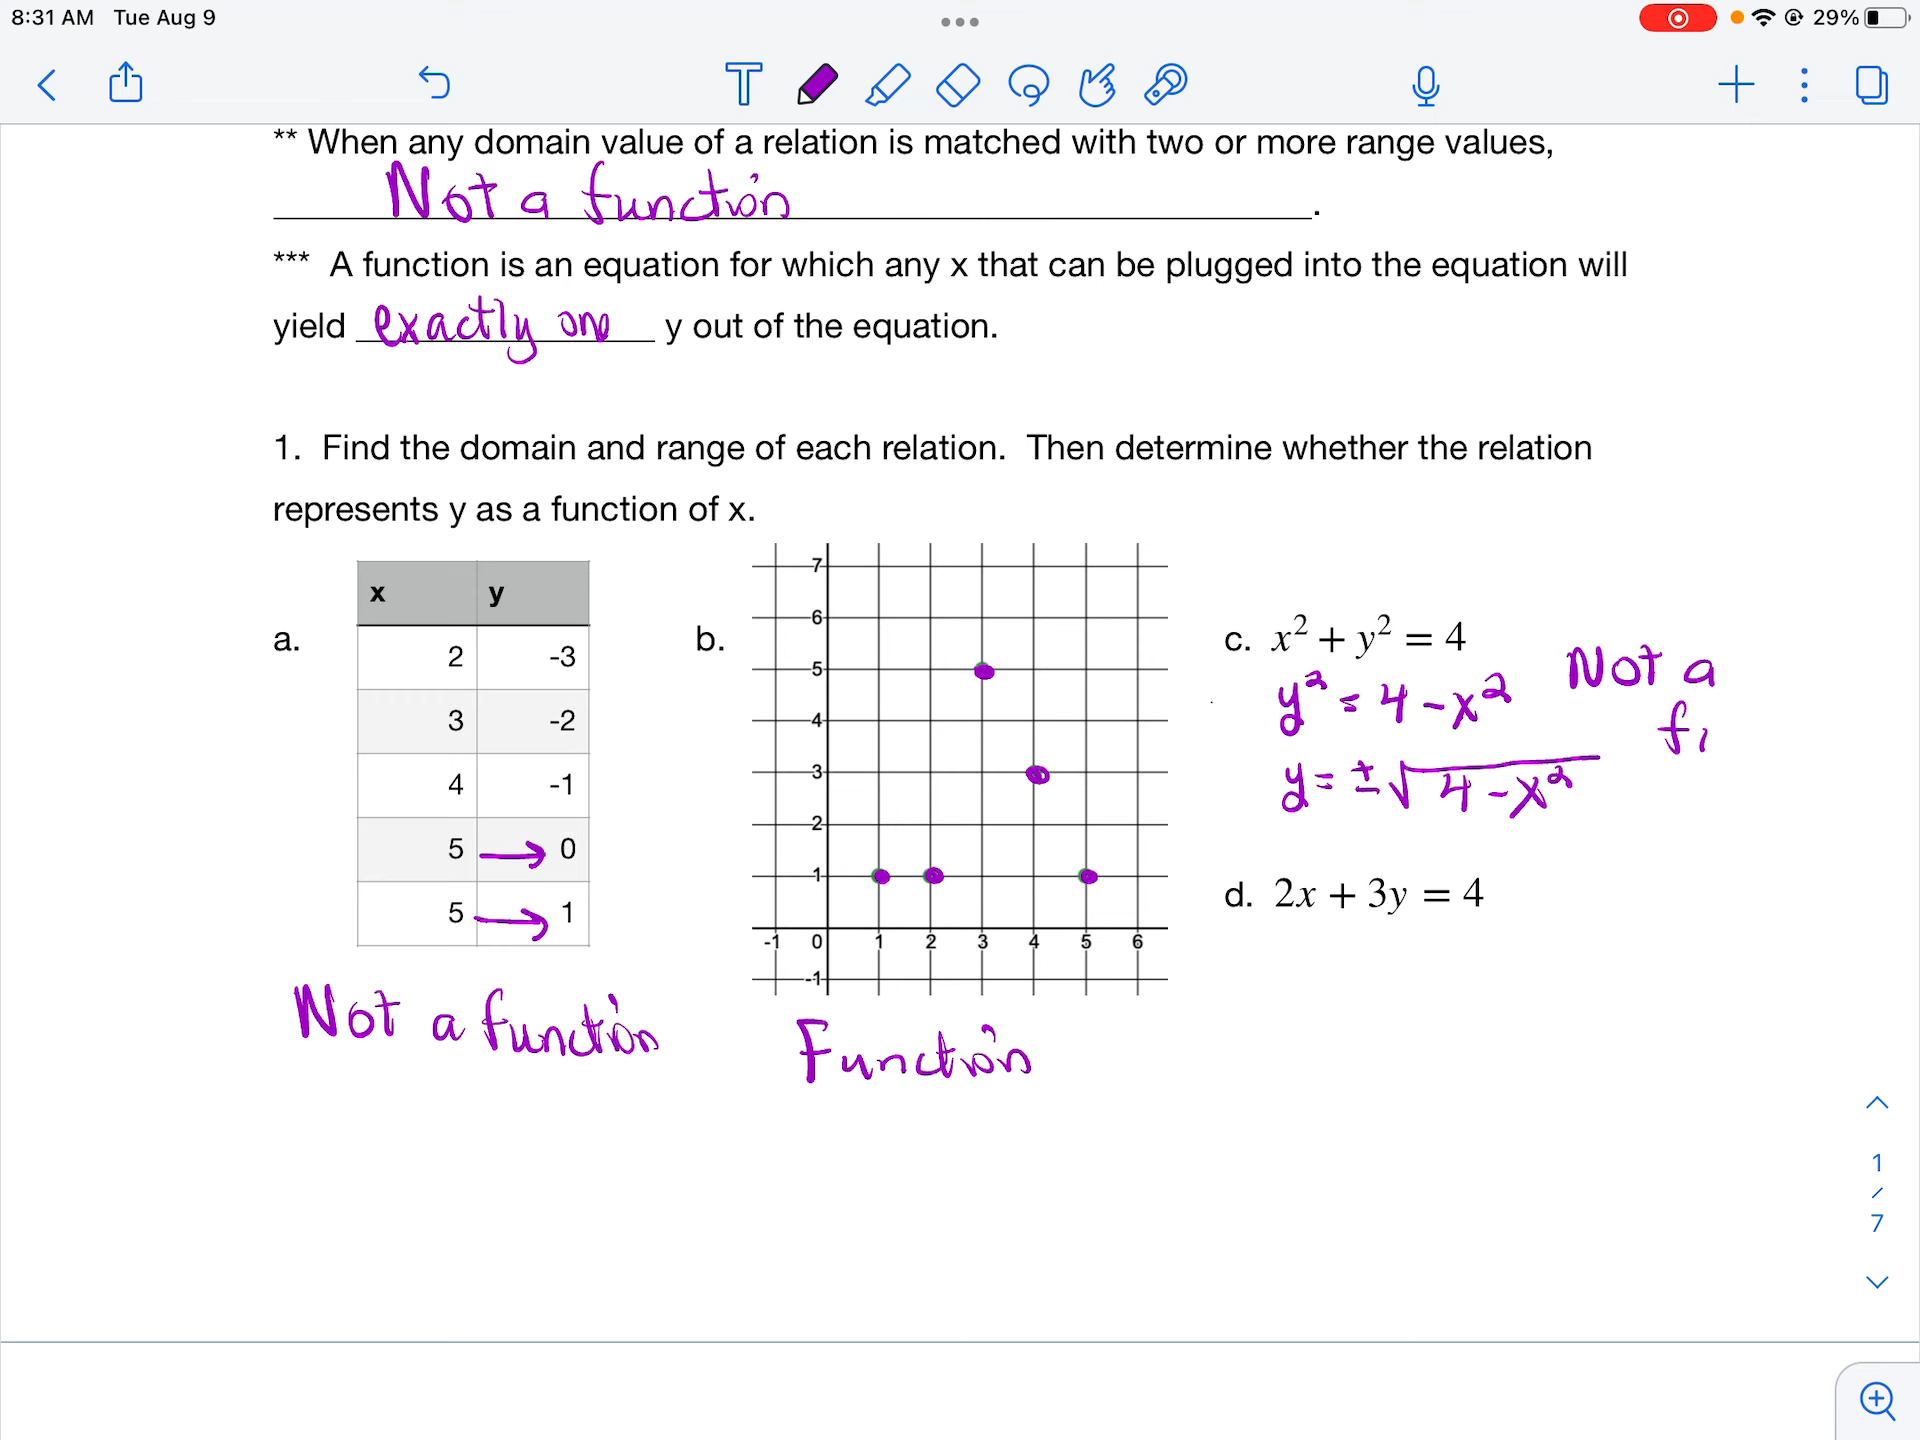 8:31 AM Tue Aug 9
29%
** When any domain value of a relation is matched with two or more range values,
Not a function .
*** A function is an equation for which any x that can be plugged into the equation will
yield exactly one y out of the equation.
1. Find the domain and range of each relation. Then determine whether the relation
represents y as a function of x.
a.
x y
2 -3
3 -2
4 -1
5 → 0
5 → 1
Not a function
b.
7
6
5
4
3
2
1
-1 0 1 2 3 4 5 6
-1
Function
c. x² + y² = 4
y² = 4 - x²
y = ±√4 - x²
Not a
d. 2x + 3y = 4
1
/
7